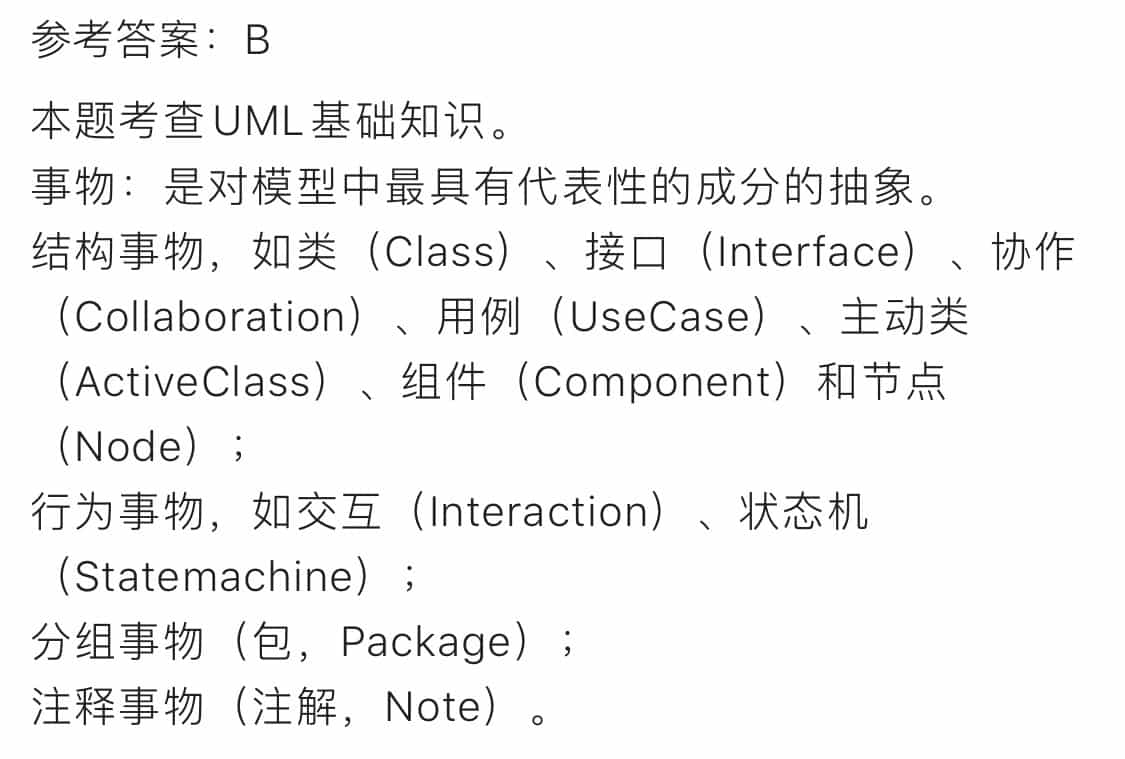 参考答案：B
本题考查UML基础知识。
事物：是对模型中最具有代表性的成分的抽象。
结构事物，如类（Class）、接口（Interface）、协作
（Collaboration）、用例（UseCase）、主动类
（ActiveClass）、组件（Component）和节点
（Node）；
行为事物，如交互（Interaction）、状态机
（Statemachine）；
分组事物（包，Package）；
注释事物（注解，Note）。